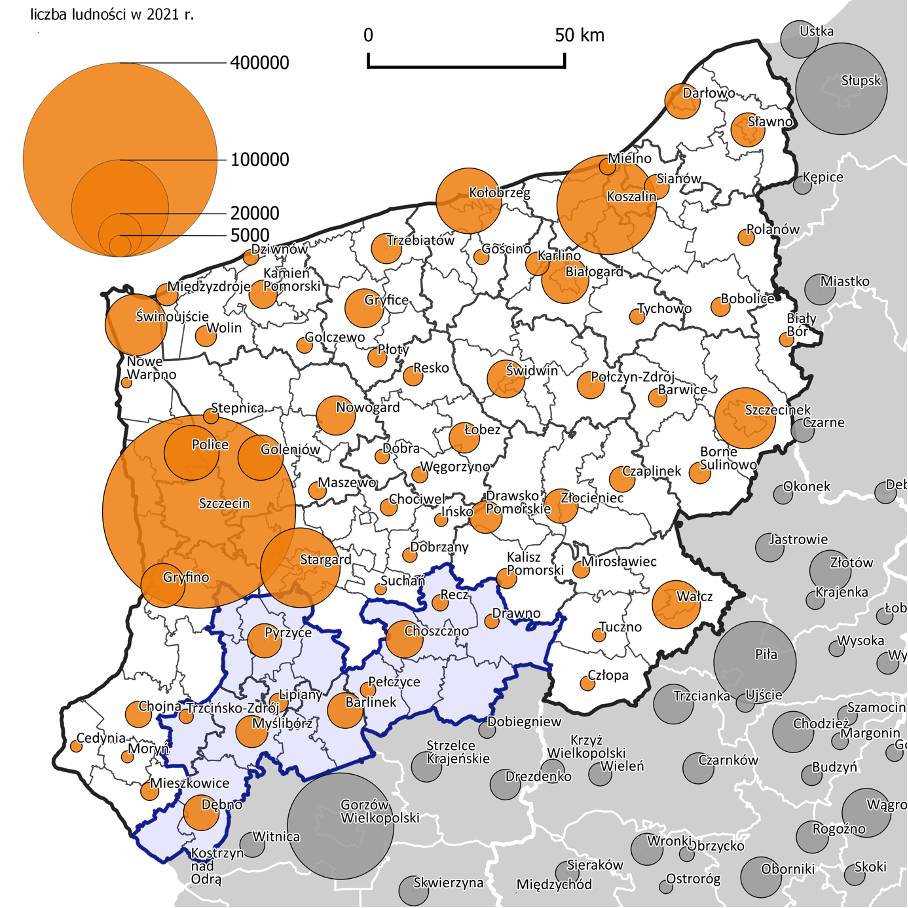 liczba ludności w 2021 r.
0
50 km
400000
100000
20000
5000
Ustka
Słupsk
Darłowo
Sławno
Mielno
Kępice
Sianów
Kołobrzeg
Koszalin
Polanów
Trzebiatów
Gościno
Dziwnów
Karlino
Białogard
Kamien
Pomorski
Międzyzdroje
Miastko
Gryfice
Bobolice
Tychowo
Świnoujście
Wolin
Biały
Bór
Golczewo
Płoty
Nowe
Warpno
Resko
Świdwin
Połczyn-Zdrój
Barwice
Stepnica
Nowogard
Szczecinek
Czarne
Łobez
Police
Goleniów
Dobra
Borne
Sulinowo
Węgorzyno
Czaplinek
Maszewo
Okonek
Deb
Szczecin
Chociwel
Drawsko
Pomorskie
Złocieniec
Ińsko
Jastrowie
Dobrzany
Stargard
Kalisz
Pomorski
Mirosławiec
Złotów
Gryfino
Suchań
Krajenka
Recz
Wałcz
Łob
Drawno
Pyrzyce
Choszczno
Tuczno
Wysoka
Piła
Wy
Człopa
Pełczyce
Lipiany
Trzcianka
Ujście
Chojna
Trzcińsko-Zdrój
Barlinek
Szamocin
Myślibórz
Dobiegniew
Chodzież
Margonin
Cedynia
Moryń
Strzelce
Krajeńskie
Krzyż
Wielkopolski
Go
Czarnków
Wieleń
Budzyń
Drezdenko
Mieszkowice
Dębno
Gorzów
Wielkopolski
Wągro
Rogoźno
Witnica
Wronki
Obrzycko
Kostrzyn
nad
Odrą
Sieraków
Oborniki
Skoki
Skwierzyna
Międzychód
Ostroróg